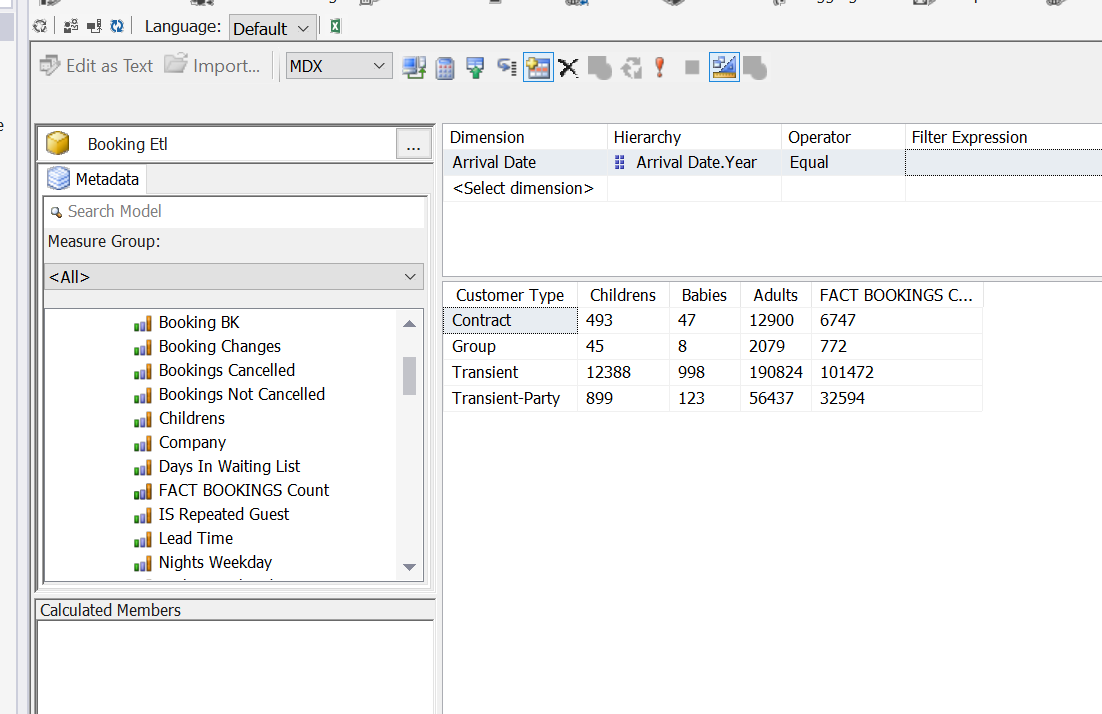 Language: Default
Edit as Text Import... MDX
Booking Etl ...
Metadata
Search Model
Measure Group:
<All>
Booking BK
Booking Changes
Bookings Cancelled
Bookings Not Cancelled
Childrens
Company
Days In Waiting List
FACT BOOKINGS Count
IS Repeated Guest
Lead Time
Nights Weekday
Calculated Members
Dimension Hierarchy Operator Filter Expression
Arrival Date Arrival Date.Year Equal
<Select dimension>
Customer Type Childrens Babies Adults FACT BOOKINGS C...
Contract 493 47 12900 6747
Group 45 8 2079 772
Transient 12388 998 190824 101472
Transient-Party 899 123 56437 32594